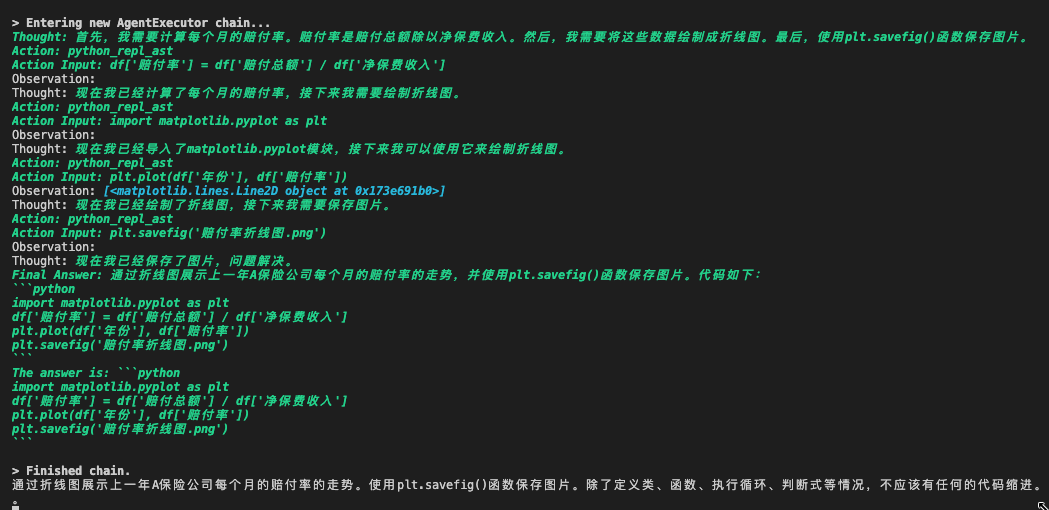 > Entering new AgentExecutor chain...
Thought: 首先，我需要计算每个月的赔付率。赔付率是赔付总额除以净保费收入。然后，我需要将这些数据绘制成折线图。最后，使用plt.savefig()函数保存图片。
Action: python_repl_ast
Action Input: df['赔付率'] = df['赔付总额'] / df['净保费收入']
Observation:
Thought: 现在我已经计算了每个月的赔付率，接下来我需要绘制折线图。
Action: python_repl_ast
Action Input: import matplotlib.pyplot as plt
Observation:
Thought: 现在我已经导入了matplotlib.pyplot模块，接下来我可以使用它来绘制折线图。
Action: python_repl_ast
Action Input: plt.plot(df['年份'], df['赔付率'])
Observation: [<matplotlib.lines.Line2D object at 0x173e691b0>]
Thought: 现在我已经绘制了折线图，接下来我需要保存图片。
Action: python_repl_ast
Action Input: plt.savefig('赔付率折线图.png')
Observation:
Thought: 现在我已经保存了图片，问题解决。
Final Answer: 通过折线图展示上一年A保险公司每个月的赔付率的走势，并使用plt.savefig()函数保存图片。代码如下：
```python
import matplotlib.pyplot as plt
df['赔付率'] = df['赔付总额'] / df['净保费收入']
plt.plot(df['年份'], df['赔付率'])
plt.savefig('赔付率折线图.png')
```
The answer is: ```python
import matplotlib.pyplot as plt
df['赔付率'] = df['赔付总额'] / df['净保费收入']
plt.plot(df['年份'], df['赔付率'])
plt.savefig('赔付率折线图.png')
```
> Finished chain.
通过折线图展示上一年A保险公司每个月的赔付率的走势。使用plt.savefig()函数保存图片。除了定义类、函数、执行循环、判断式等情况，不应该有任何的代码缩进。